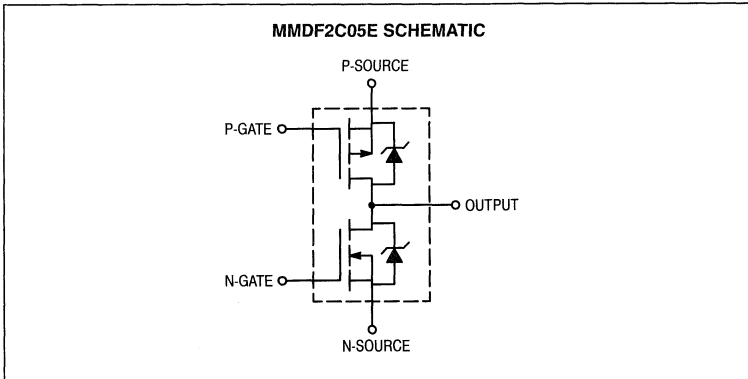 MMDF2C05E SCHEMATIC
P-SOURCE
P-GATE
OUTPUT
N-GATE
N-SOURCE